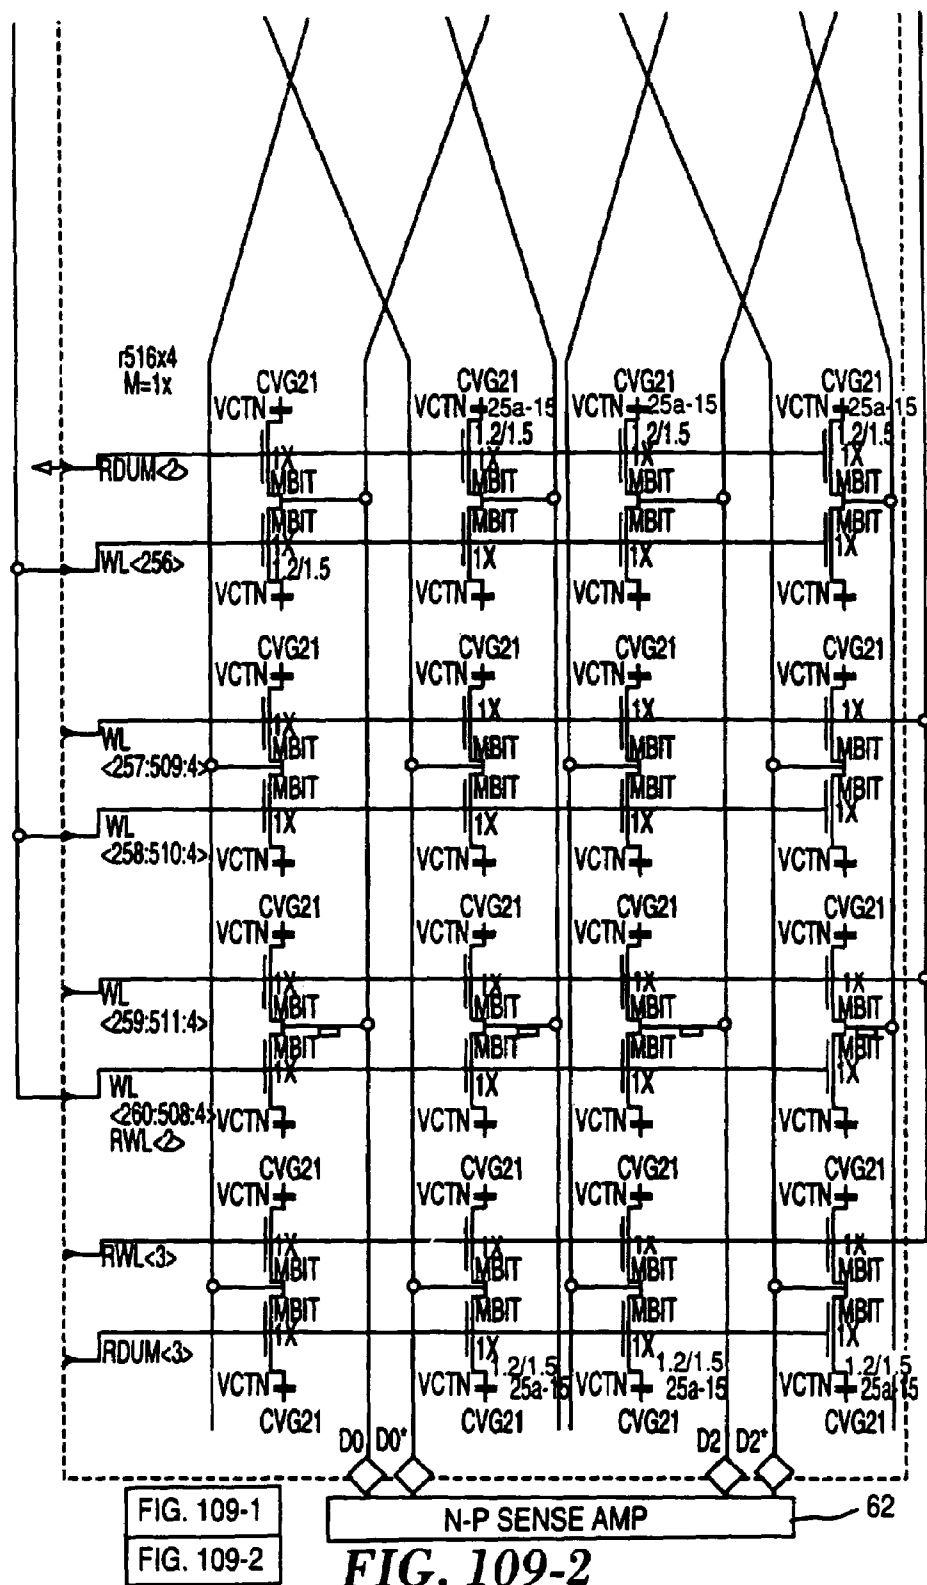 r516x4
M=1x
CVG21 CVG21 CVG21 CVG21
VCTN VCTN 25a-15 VCTN 25a-15 VCTN 25a-15
1.2/1.5 .2/1.5 .2/1.5
1X 1X 1X 1X
RDUM<2>
MBIT MBIT MBIT MBIT
MBIT MBIT MBIT MBIT
WL<256> 1X 1X 1X 1X
1.2/1.5
VCTN VCTN VCTN VCTN
CVG21 CVG21 CVG21 CVG21
VCTN VCTN VCTN VCTN
1X 1X 1X 1X
WL
<257:509:4>
MBIT MBIT MBIT MBIT
MBIT MBIT MBIT MBIT
WL 1X 1X 1X 1X
<258:510:4>
VCTN VCTN VCTN VCTN
CVG21 CVG21 CVG21 CVG21
VCTN VCTN VCTN VCTN
1X 1X 1X 1X
WL
<259:511:4>
MBIT MBIT MBIT MBIT
MBIT MBIT MBIT MBIT
WL 1X 1X 1X 1X
<260:508:4>
RWL<2>
VCTN VCTN VCTN VCTN
CVG21 CVG21 CVG21 CVG21
VCTN VCTN VCTN VCTN
RWL<3> 1X 1X 1X 1X
MBIT MBIT MBIT MBIT
MBIT MBIT MBIT MBIT
RDUM<3> 1X 1X 1X 1X
1.2/1.5 1.2/1.5 1.2/1.5
VCTN VCTN 25a-15 VCTN 25a-15 VCTN 25a-15
CVG21 CVG21 CVG21 CVG21
D0 D0* D2 D2*
N-P SENSE AMP 62
FIG. 109-1
FIG. 109-2
FIG. 109-2